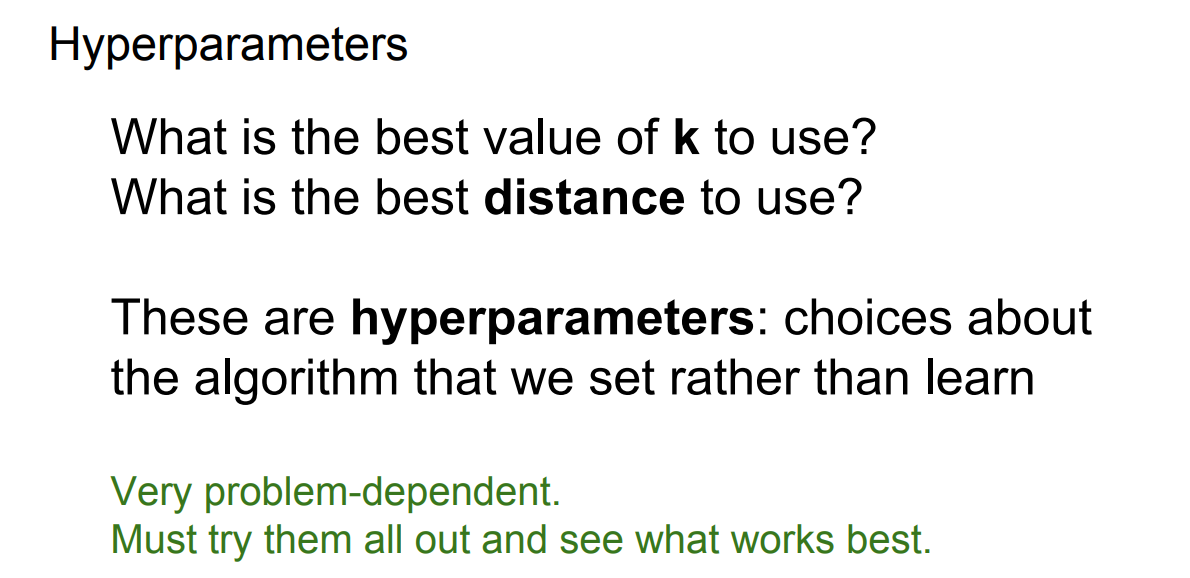 Hyperparameters
What is the best value of k to use?
What is the best distance to use?
These are hyperparameters: choices about
the algorithm that we set rather than learn
Very problem-dependent.
Must try them all out and see what works best.